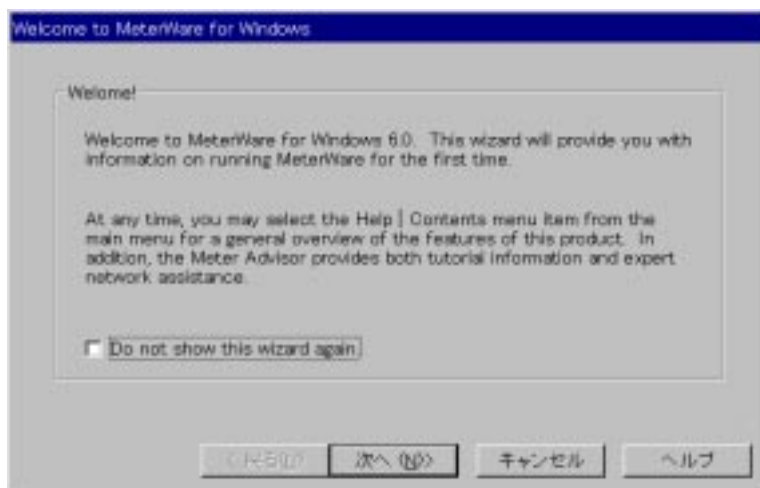 Welcome to MeterWare for Windows
Welome!
Welcome to MeterWare for Windows 6.0. This wizard will provide you with
information on running MeterWare for the first time.
At any time, you may select the Help | Contents menu item from the
main menu for a general overview of the features of this product. In
addition, the Meter Advisor provides both tutorial information and expert
network assistance.
Do not show this wizard again.
次へ (N)> キャンセル ヘルプ